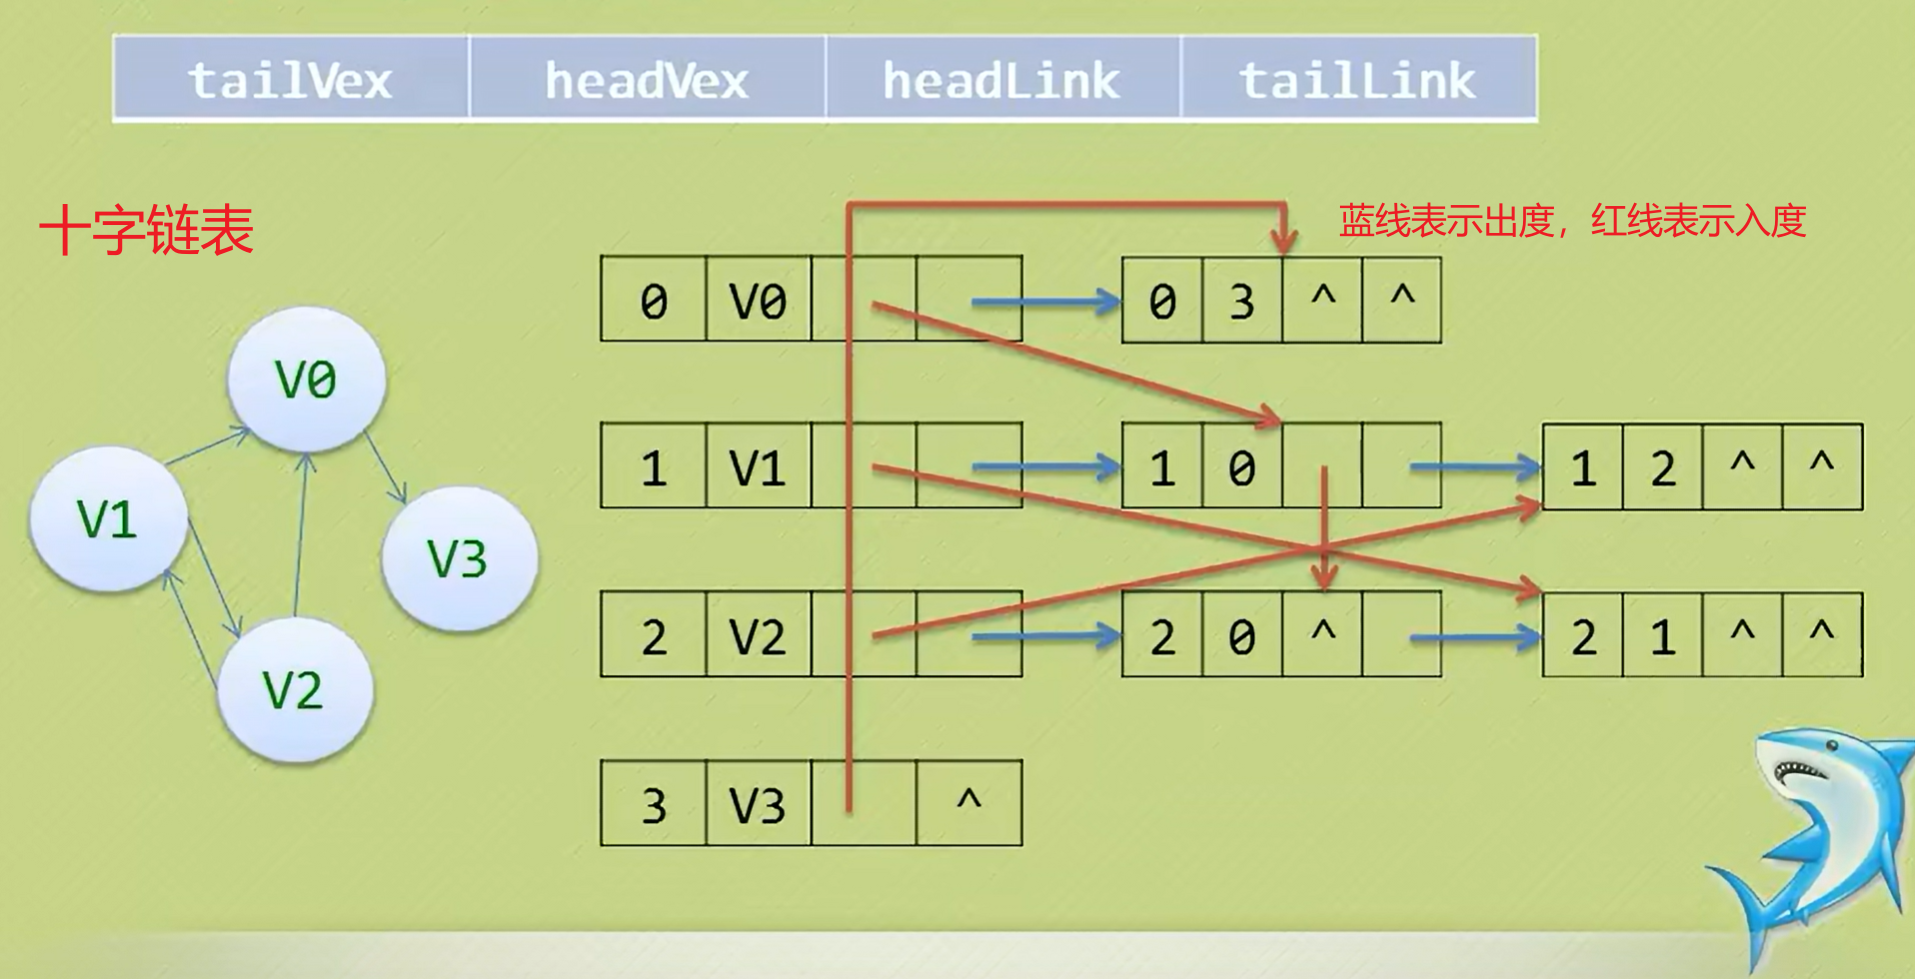 tailVex headVex headLink tailLink
十字链表
蓝线表示出度，红线表示入度
V0
V1
V3
V2
0 V0 0 3 ^ ^
1 V1 1 0 1 2 ^ ^
2 V2 2 0 ^ 2 1 ^ ^
3 V3 ^